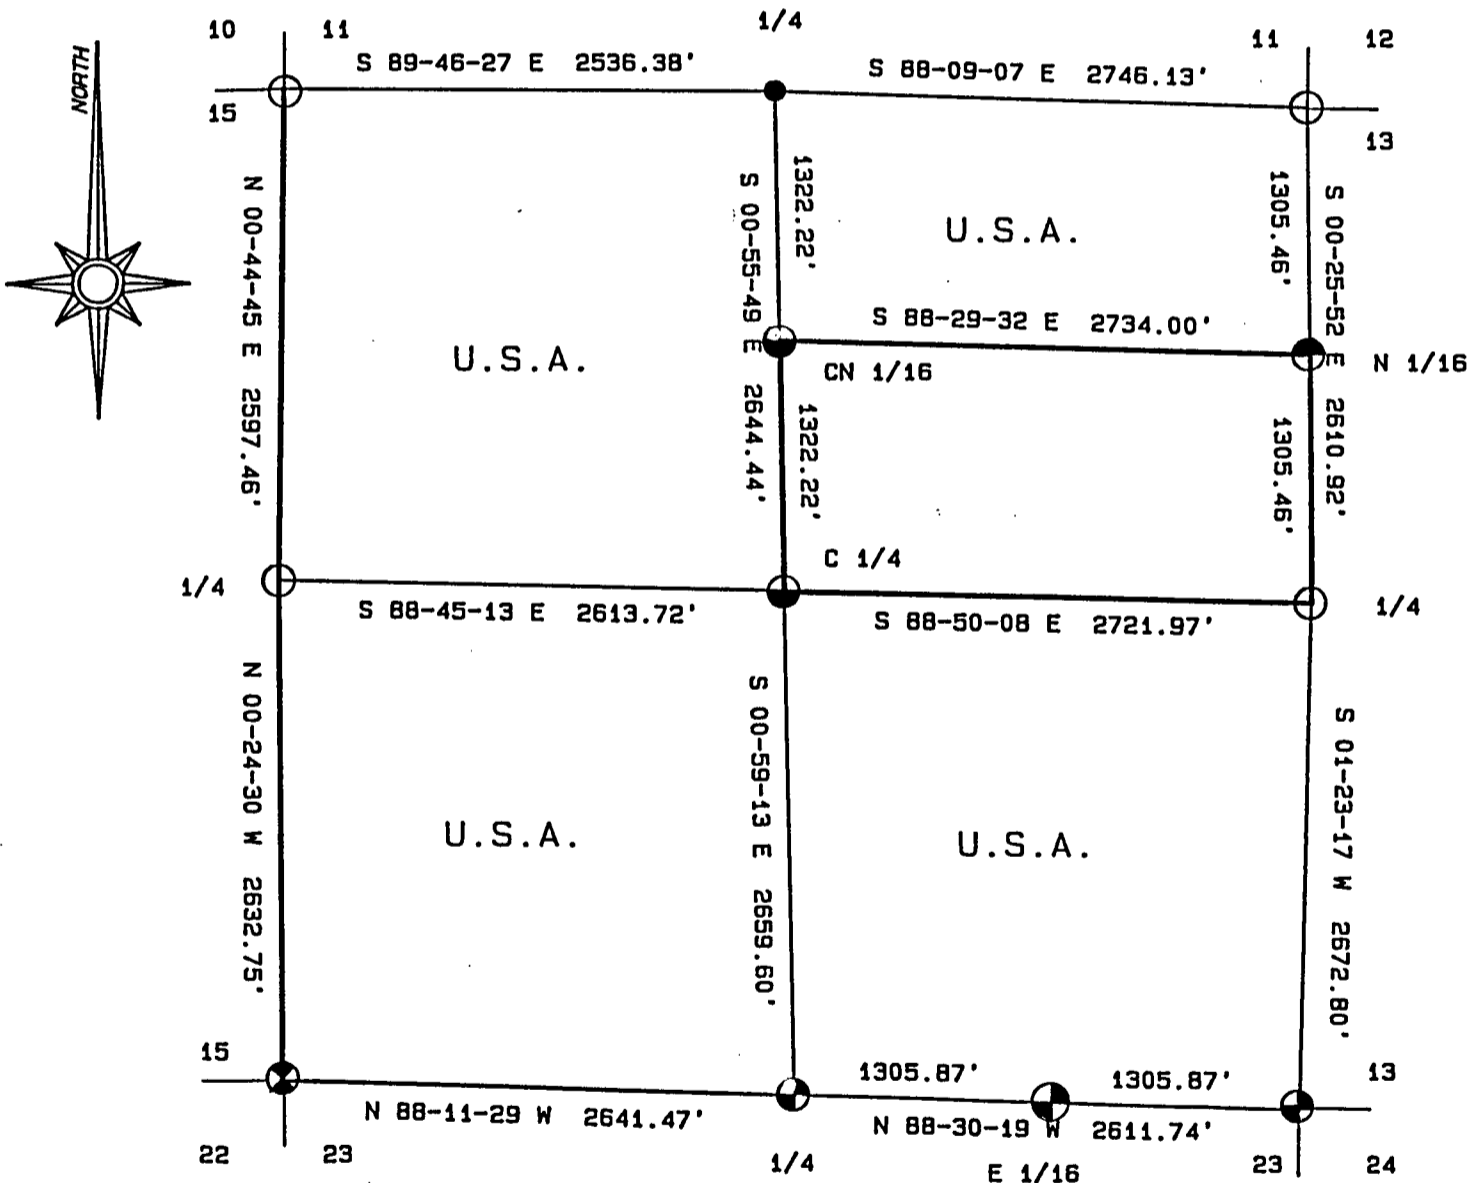 10
11
1/4
11
12
S 89-46-27 E 2536.38'
S 88-09-07 E 2746.13'
NORTH
15
13
N 00-44-45 E 2597.46'
S 00-55-49 E 2644.44'
1322.22'
1305.46'
S 00-25-52 E 2610.92'
U.S.A.
U.S.A.
S 88-29-32 E 2734.00'
CN 1/16
N 1/16
1322.22'
1305.46'
C 1/4
1/4
S 88-45-13 E 2613.72'
S 88-50-08 E 2721.97'
1/4
N 00-24-30 W 2632.75'
S 00-59-13 E 2659.60'
S 01-23-17 W 2672.80'
U.S.A.
U.S.A.
15
1305.87'
1305.87'
13
N 88-11-29 W 2641.47'
N 88-30-19 W 2611.74'
22
23
1/4
E 1/16
23
24